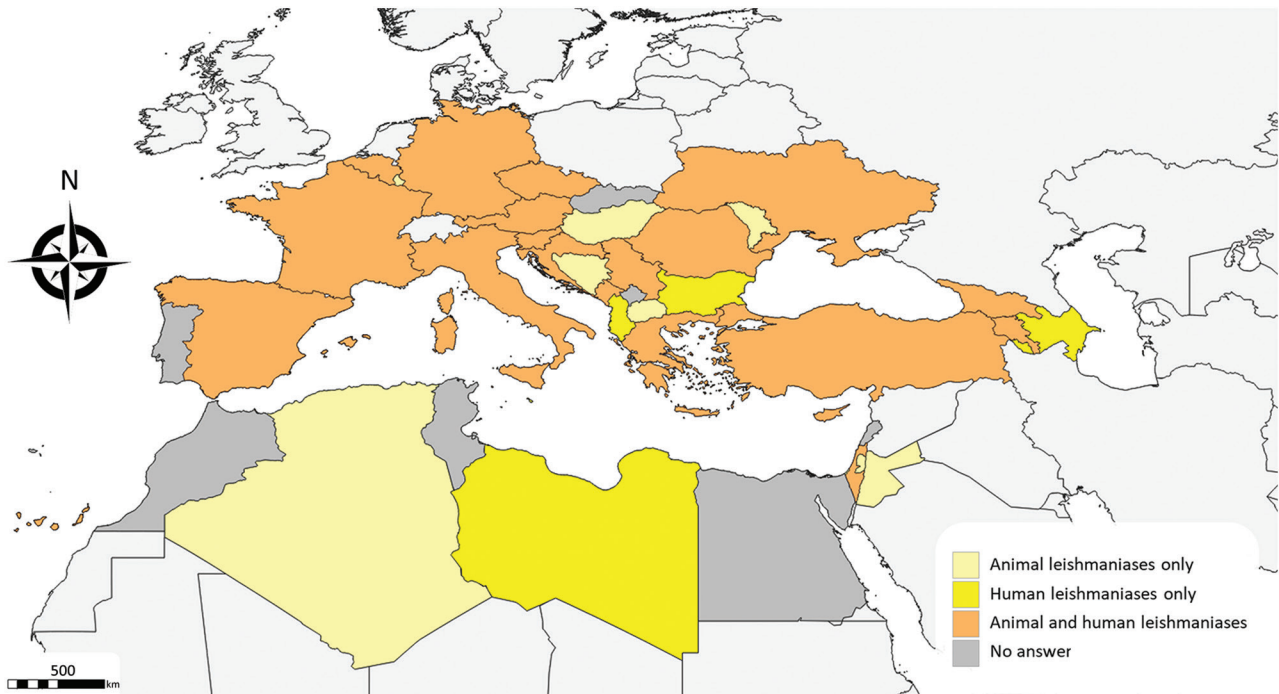 N
Animal leishmaniases only
Human leishmaniases only
Animal and human leishmaniases
No answer
500
km